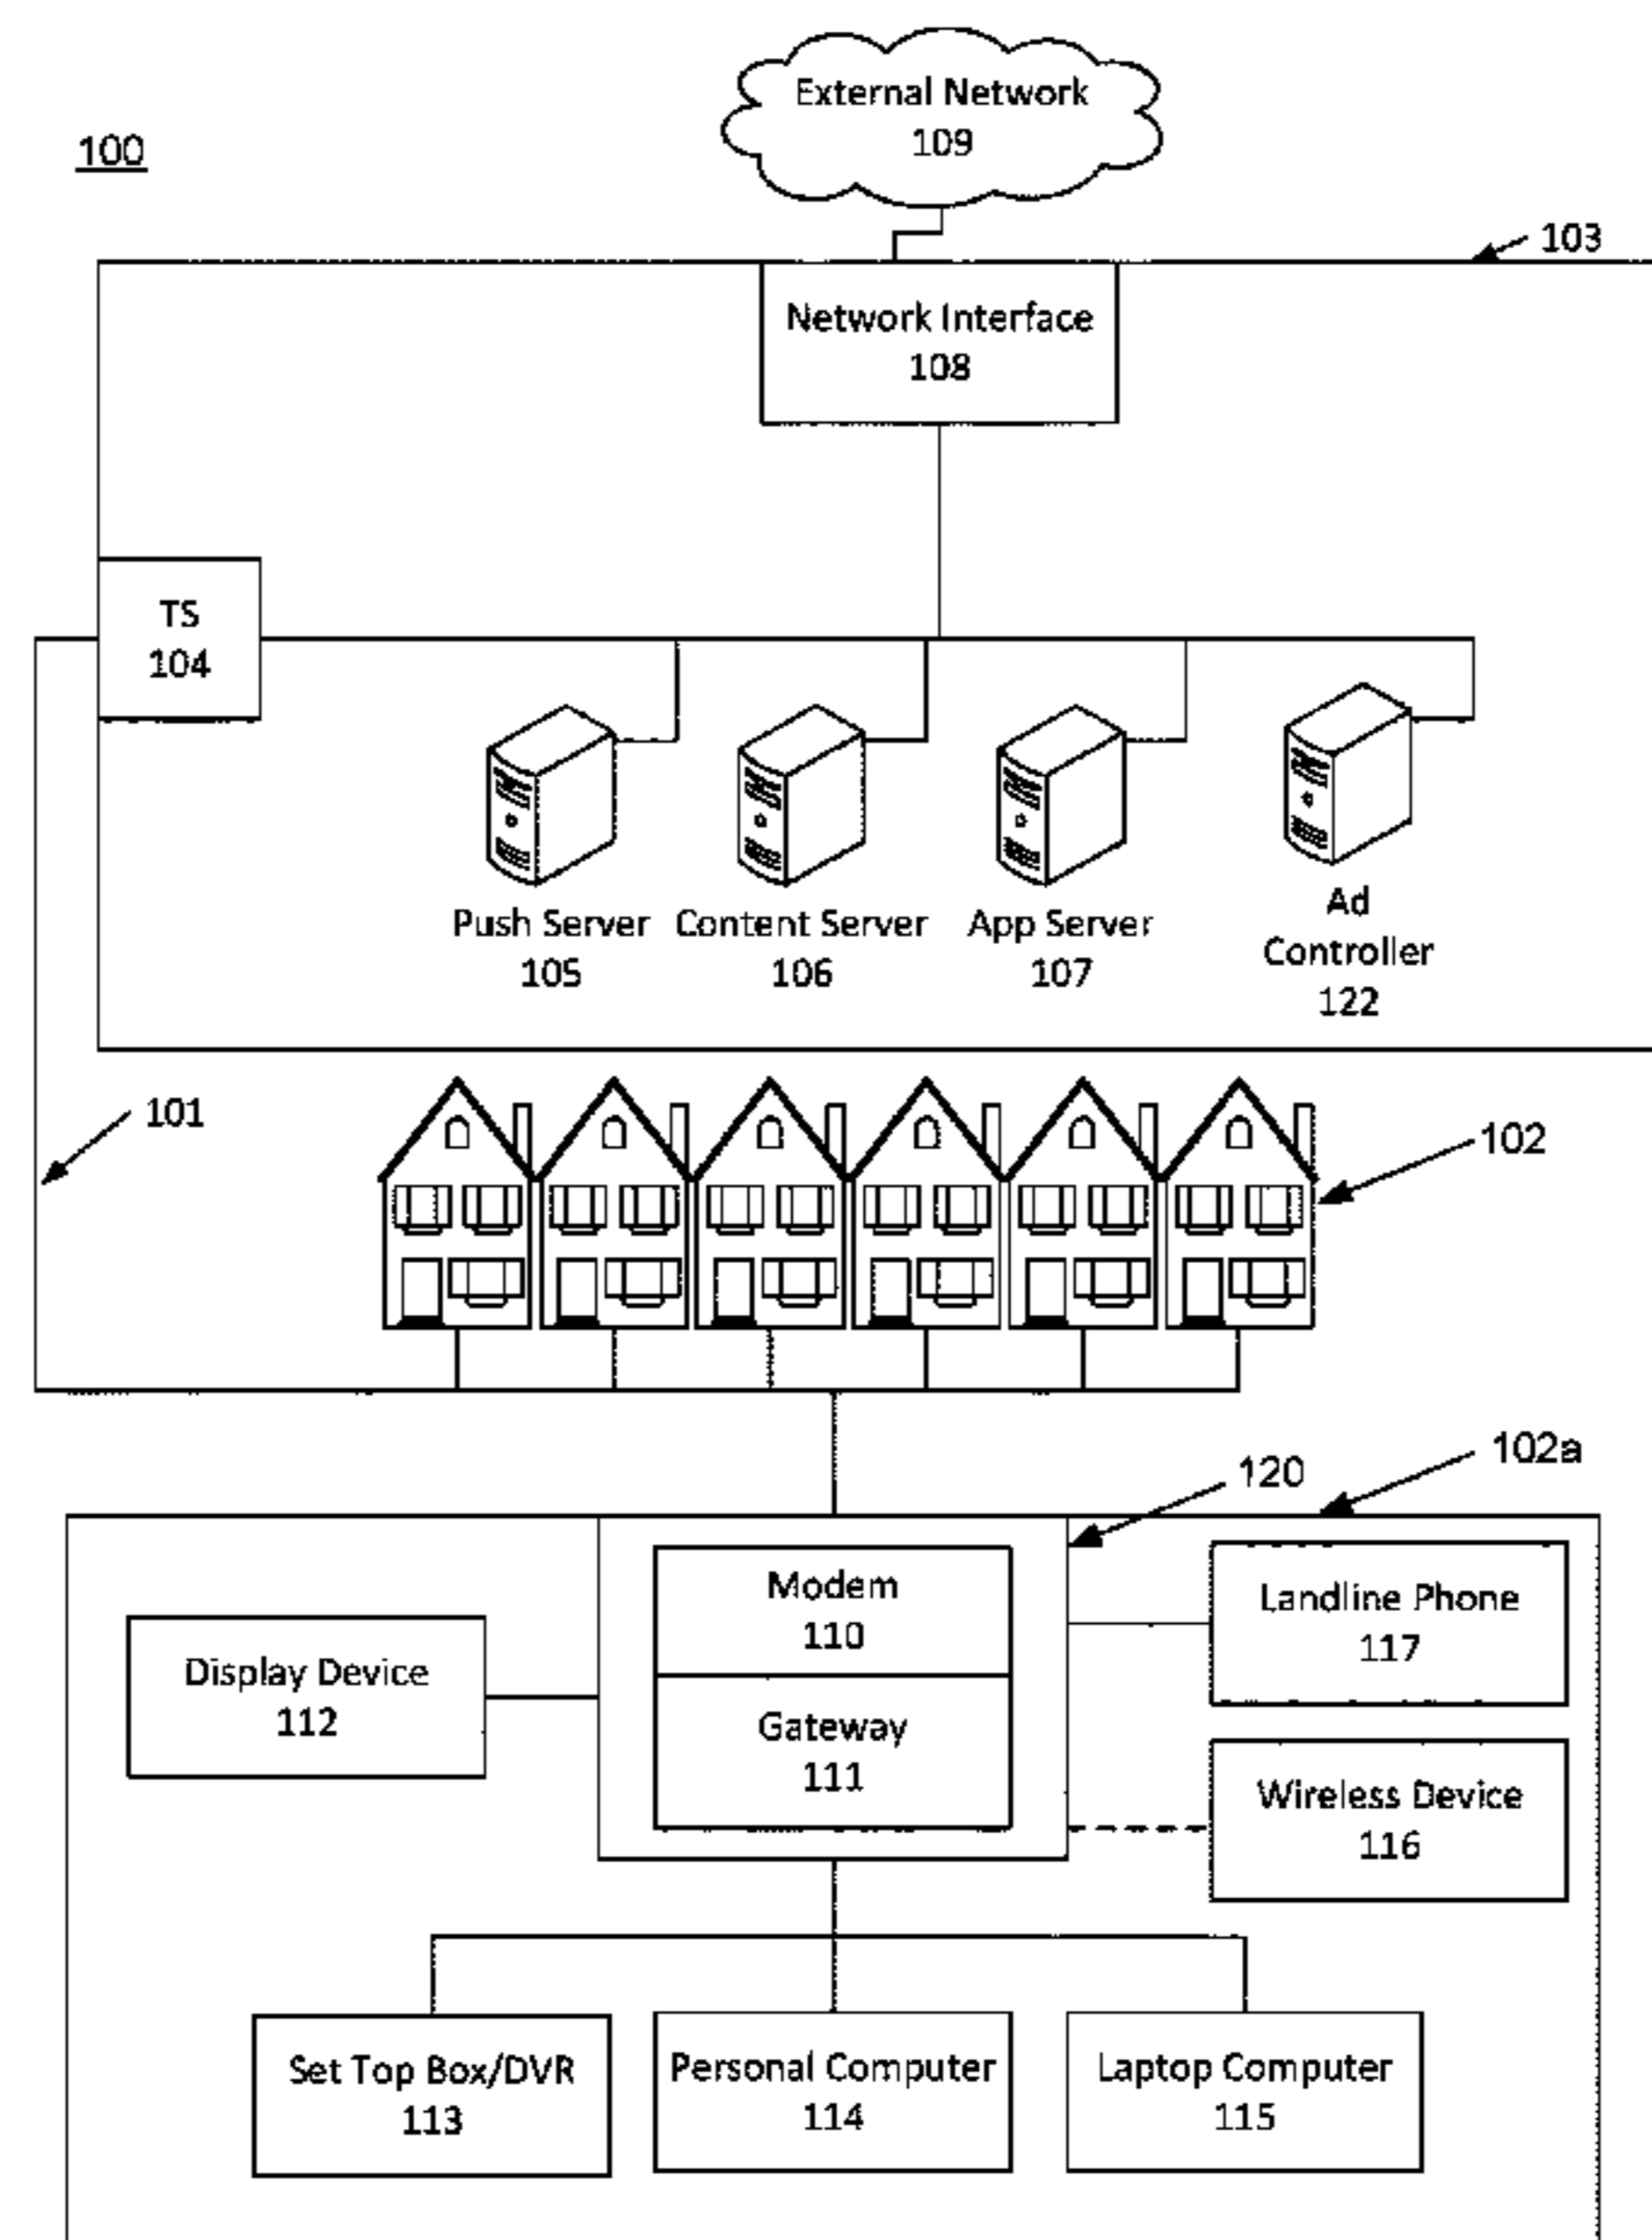 External Network
109
100
103
Network Interface
108
TS
104
Push Server
105
Content Server
106
App Server
107
Ad
Controller
122
101
102
102a
120
Modem
110
Landline Phone
117
Display Device
112
Gateway
111
Wireless Device
116
Set Top Box/DVR
113
Personal Computer
114
Laptop Computer
115